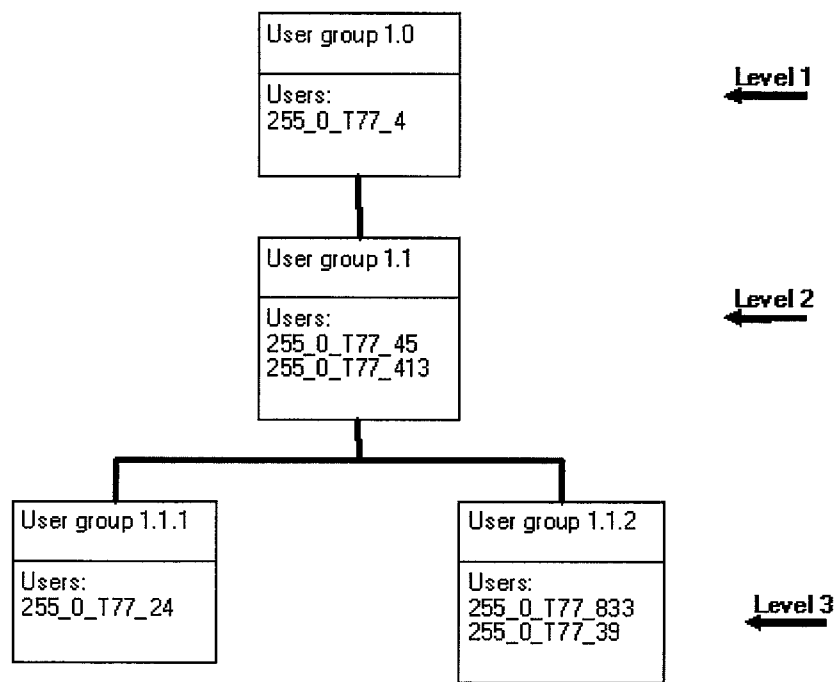 User group 1.0
Users:
255_0_T77_4
Level 1
User group 1.1
Users:
255_0_T77_45
255_0_T77_413
Level 2
User group 1.1.1
Users:
255_0_T77_24
User group 1.1.2
Users:
255_0_T77_833
255_0_T77_39
Level 3